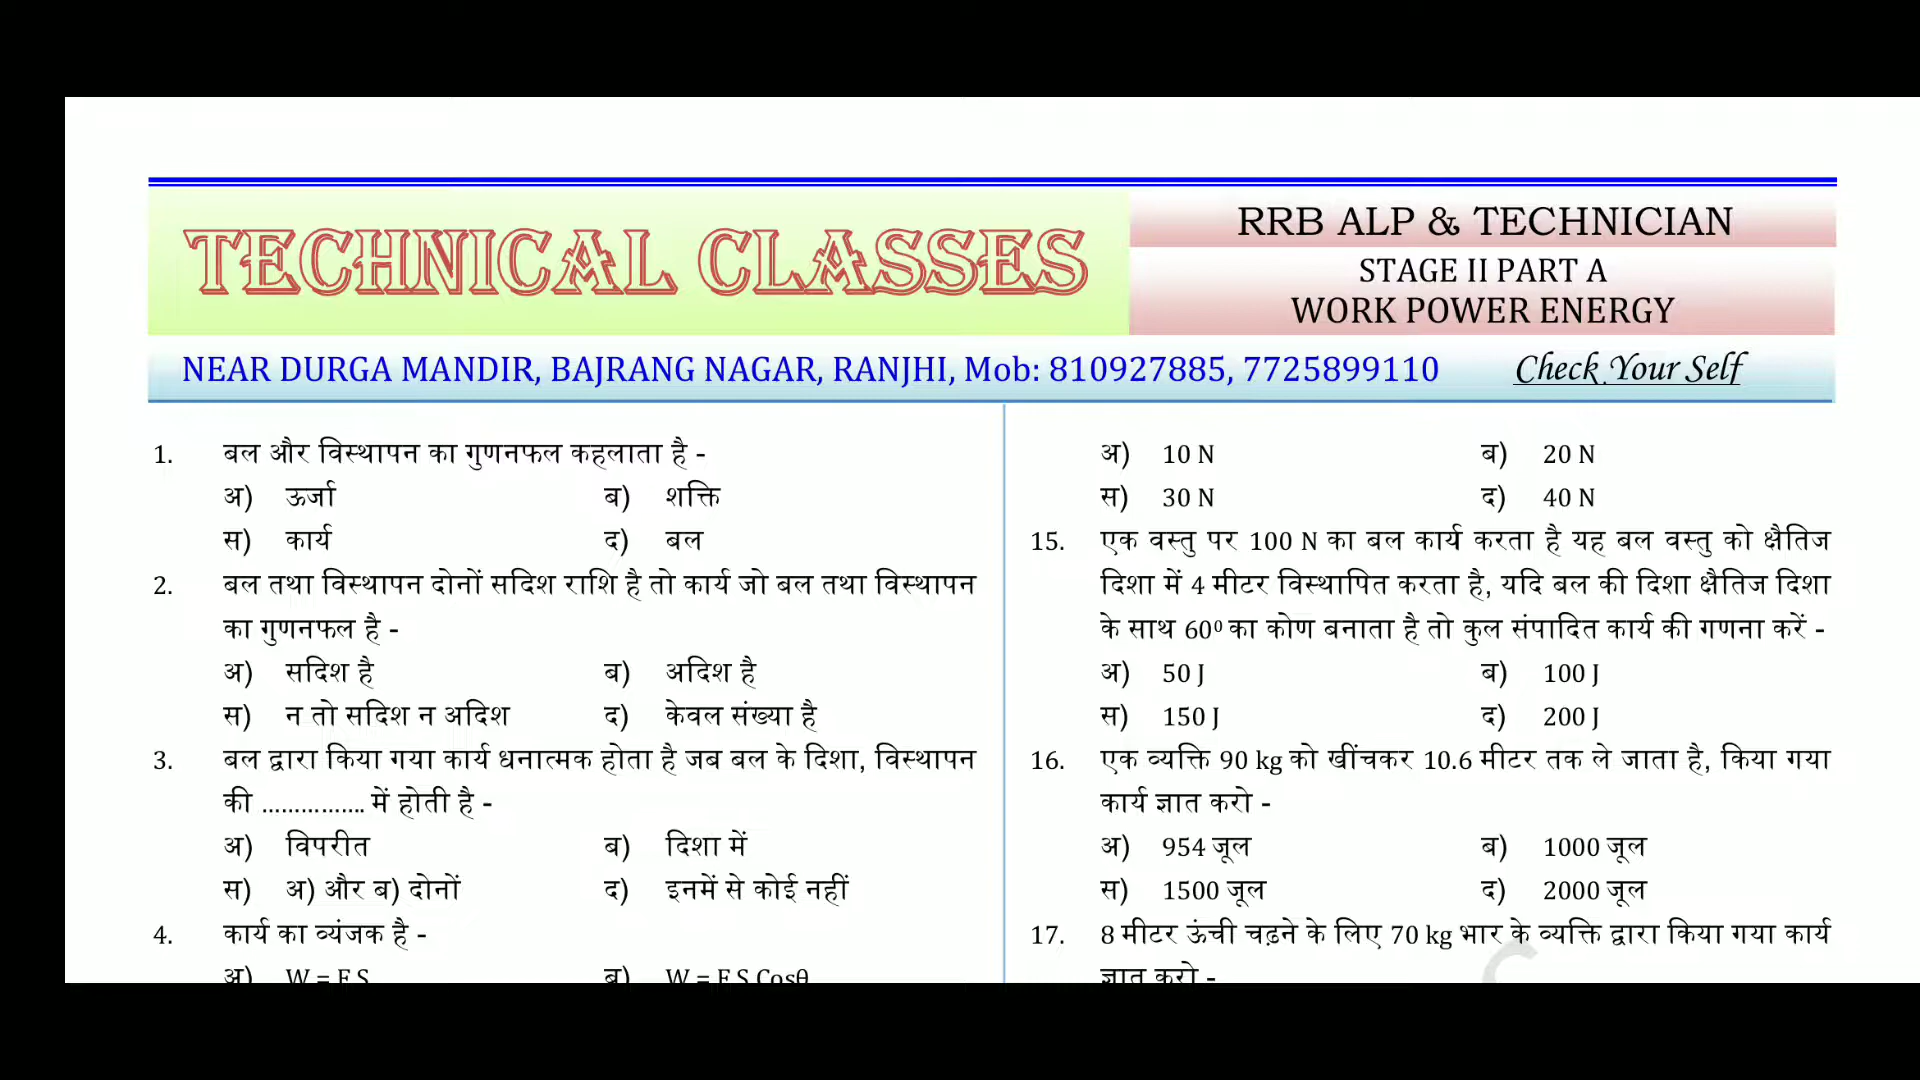 TECHNICAL CLASSES
RRB ALP & TECHNICIAN
STAGE II PART A
WORK POWER ENERGY
NEAR DURGA MANDIR, BAJRANG NAGAR, RANJHI, Mob: 810927885, 7725899110 Check Your Self
1. बल और विस्थापन का गुणनफल कहलाता है -
अ) ऊर्जा ब) शक्ति
स) कार्य द) बल
2. बल तथा विस्थापन दोनों सदिश राशि है तो कार्य जो बल तथा विस्थापन
का गुणनफल है -
अ) सदिश है ब) अदिश है
स) न तो सदिश न अदिश द) केवल संख्या है
3. बल द्वारा किया गया कार्य धनात्मक होता है जब बल के दिशा, विस्थापन
की ................ में होती है -
अ) विपरीत ब) दिशा में
स) अ) और ब) दोनों द) इनमें से कोई नहीं
4. कार्य का व्यंजक है -
अ) W = F.S ब) W = F.S Cosθ
अ) 10 N ब) 20 N
स) 30 N द) 40 N
15. एक वस्तु पर 100 N का बल कार्य करता है यह बल वस्तु को क्षैतिज
दिशा में 4 मीटर विस्थापित करता है, यदि बल की दिशा क्षैतिज दिशा
के साथ 60⁰ का कोण बनाता है तो कुल संपादित कार्य की गणना करें -
अ) 50 J ब) 100 J
स) 150 J द) 200 J
16. एक व्यक्ति 90 kg को खींचकर 10.6 मीटर तक ले जाता है, किया गया
कार्य ज्ञात करो -
अ) 954 जूल ब) 1000 जूल
स) 1500 जूल द) 2000 जूल
17. 8 मीटर ऊंची चढ़ने के लिए 70 kg भार के व्यक्ति द्वारा किया गया कार्य
ज्ञात करो -